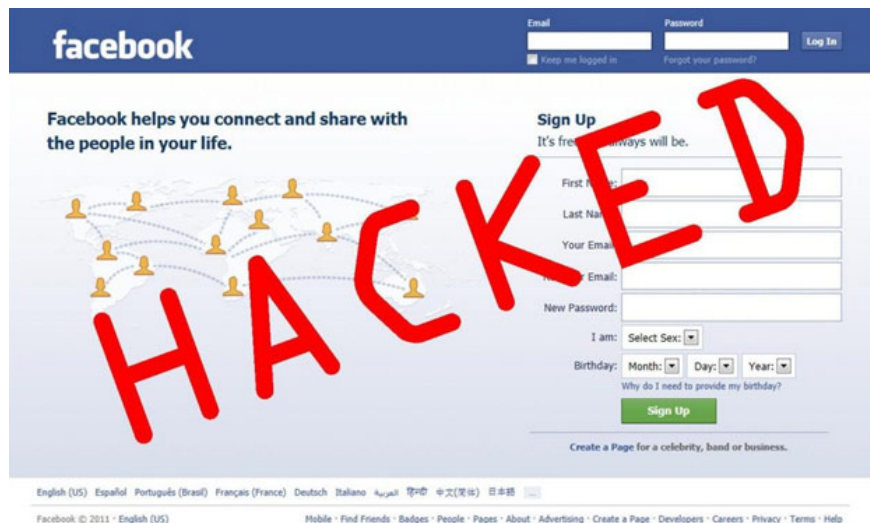 facebook
Email
Password
Log In
Keep me logged in
Forgot your password?
Facebook helps you connect and share with
the people in your life.
Sign Up
It's free ways will be.
First N e:
Last Na
Your Email
Email:
New Password:
I am: Select Sex:
Birthday: Month: Day: Year:
Why do I need to provide my birthday?
Sign Up
Create a Page for a celebrity, band or business.
HACKED
English (US) Español Português (Brasil) Français (France) Deutsch Italiano العربية हिन्दी 中文(简体) 日本語 ...
Facebook © 2011 · English (US)
Mobile · Find Friends · Badges · People · Pages · About · Advertising · Create a Page · Developers · Careers · Privacy · Terms · Help